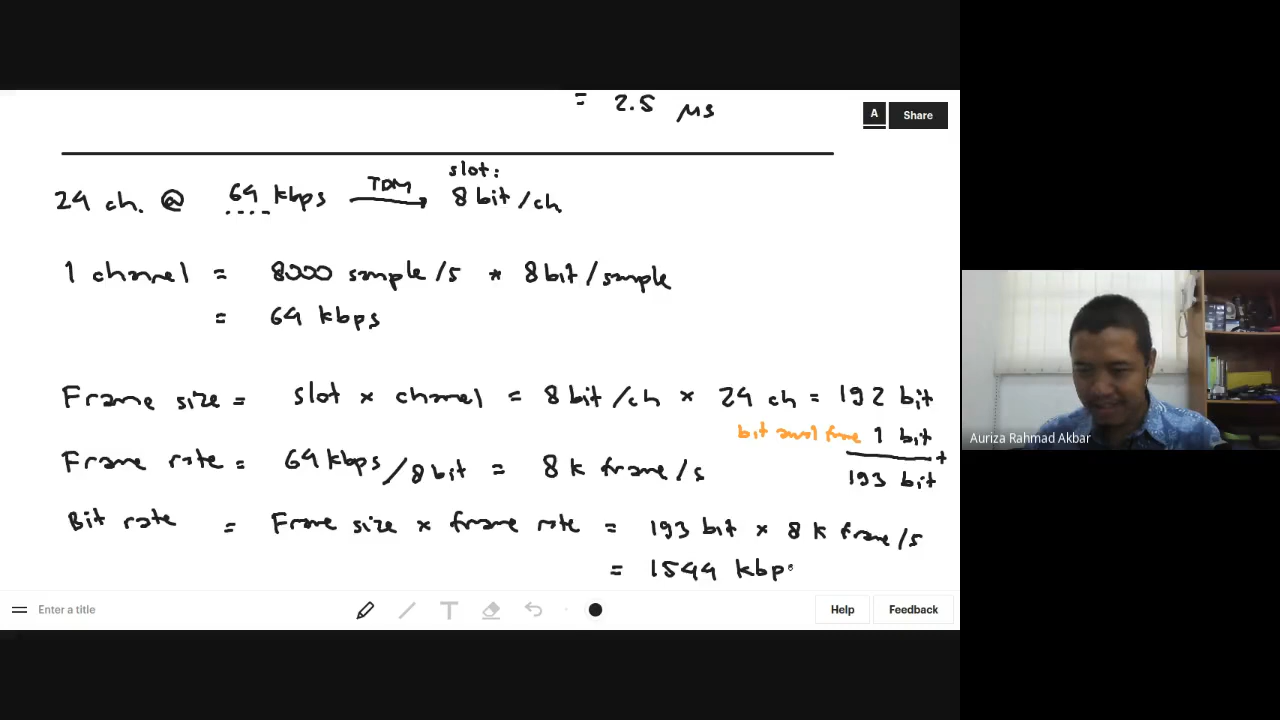 = 2.5 μs
A Share
24 ch. @ 64 kbps TDM slot: 8 bit/ch
1 channel = 8000 sample/s * 8 bit/sample
= 64 kbps
Frame size = slot x channel = 8 bit/ch x 24 ch = 192 bit
bit awal frame 1 bit +
193 bit
Frame rate = 64 kbps/8 bit = 8 k frame/s
Bit rate = Frame size x frame rate = 193 bit x 8 k frame/s
= 1544 kbp
Enter a title
Help
Feedback
Auriza Rahmad Akbar